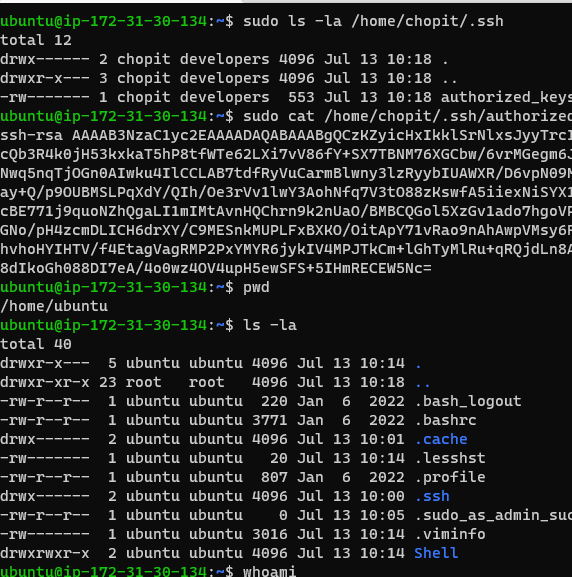 ubuntu@ip-172-31-30-134:~$ sudo ls -la /home/chopit/.ssh
total 12
drwx------ 2 chopit developers 4096 Jul 13 10:18 .
drwxr-x--- 3 chopit developers 4096 Jul 13 10:18 ..
-rw------- 1 chopit developers  553 Jul 13 10:18 authorized_keys
ubuntu@ip-172-31-30-134:~$ sudo cat /home/chopit/.ssh/authorized
ssh-rsa AAAAB3NzaC1yc2EAAAADAQABAAABgQCzKZyicHxIkklSrNlxsJyyTrc1
cQb3R4k0jH53kxkaT5hP8tfWTe62LXi7vV86fY+SX7TBNM76XGCbw/6vrMGegm6J
Nwq5nqTjOGn0AIwku4IlCCLAB7tdfRyVuCarmBlwny3lzRyybIUAWXR/D6vpN09M
ay+Q/p9OUBMSLPqXdY/QIh/Oe3rVv1lwY3AohNfq7V3tO88zKswfA5iiexNiSYX1
cBE771j9quoNZhQgaLI1mIMtAvnHQChrn9k2nUaO/BMBCQGol5XzGv1ado7hgoVP
GNo/pH4zcmDLICH6drXY/C9MESnkMUPLFxBXKO/OitApY71vRao9nAhAwpVMsy6F
hvhoHYIHTV/f4EtagVagRMP2PxYMYR6jykIV4MPJTkCm+lGhTyMlRu+qRQjdLn8A
8dIkoGh088DI7eA/4o0wz4OV4upH5ewSFS+5IHmRECEW5Nc=
ubuntu@ip-172-31-30-134:~$ pwd
/home/ubuntu
ubuntu@ip-172-31-30-134:~$ ls -la
total 40
drwxr-x---  5 ubuntu ubuntu 4096 Jul 13 10:14 .
drwxr-xr-x 23 root   root   4096 Jul 13 10:18 ..
-rw-r--r--  1 ubuntu ubuntu  220 Jan  6  2022 .bash_logout
-rw-r--r--  1 ubuntu ubuntu 3771 Jan  6  2022 .bashrc
drwx------  2 ubuntu ubuntu 4096 Jul 13 10:01 .cache
-rw-------  1 ubuntu ubuntu   20 Jul 13 10:14 .lesshst
-rw-r--r--  1 ubuntu ubuntu  807 Jan  6  2022 .profile
drwx------  2 ubuntu ubuntu 4096 Jul 13 10:00 .ssh
-rw-r--r--  1 ubuntu ubuntu    0 Jul 13 10:05 .sudo_as_admin_suc
-rw-------  1 ubuntu ubuntu 3016 Jul 13 10:14 .viminfo
drwxrwxr-x  2 ubuntu ubuntu 4096 Jul 13 10:14 Shell
ubuntu@ip-172-31-30-134:~$ whoami